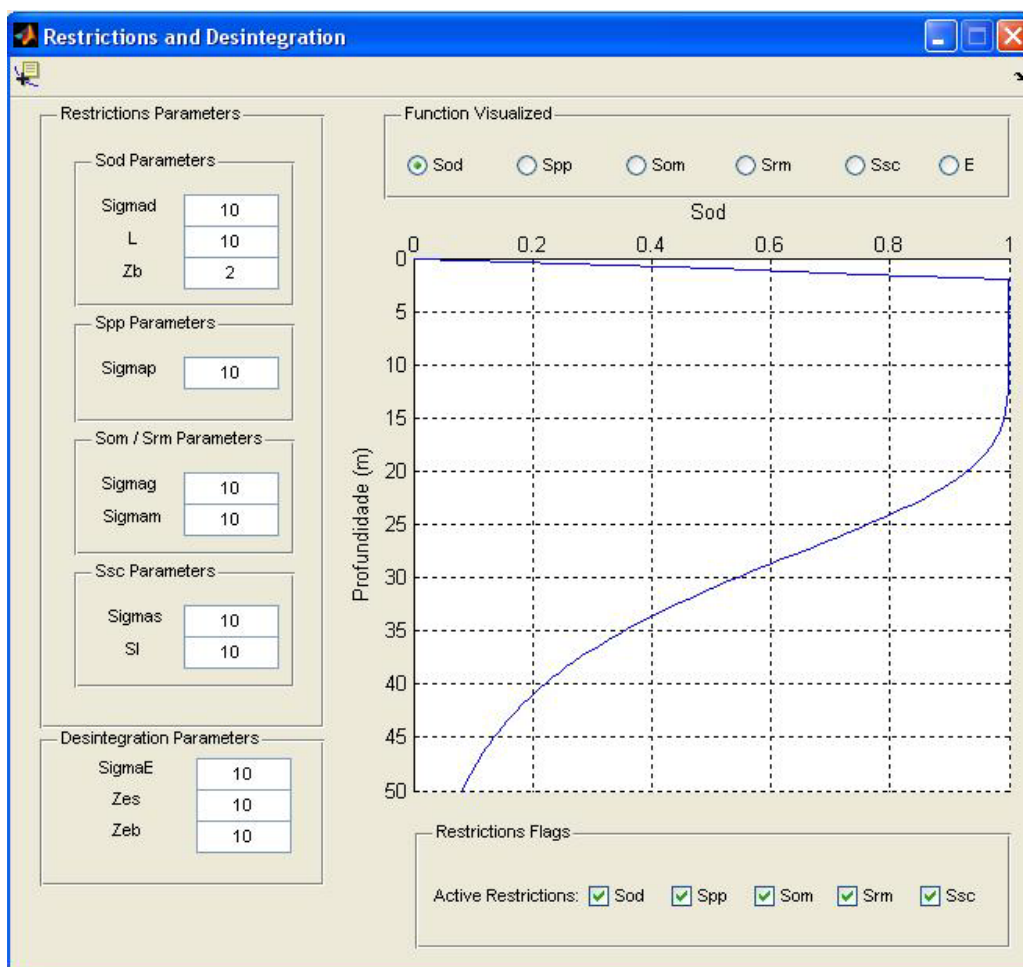 Restrictions and Desintegration
Restrictions Parameters
Sod Parameters
Sigmad 10
L 10
Zb 2
Spp Parameters
Sigmap 10
Som / Srm Parameters
Sigmag 10
Sigmam 10
Ssc Parameters
Sigmas 10
Sl 10
Desintegration Parameters
SigmaE 10
Zes 10
Zeb 10
Function Visualized
Sod Spp Som Srm Ssc E
Sod
0 0.2 0.4 0.6 0.8 1
0
5
10
15
20
25
30
35
40
45
50
Profundidade (m)
Restrictions Flags
Active Restrictions: Sod Spp Som Srm Ssc